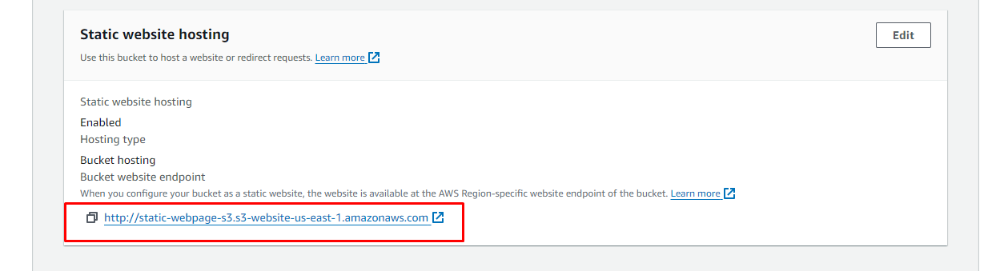 Static website hosting
Edit
Use this bucket to host a website or redirect requests. Learn more
Static website hosting
Enabled
Hosting type
Bucket hosting
Bucket website endpoint
When you configure your bucket as a static website, the website is available at the AWS Region-specific website endpoint of the bucket. Learn more
http://static-webpage-s3.s3-website-us-east-1.amazonaws.com